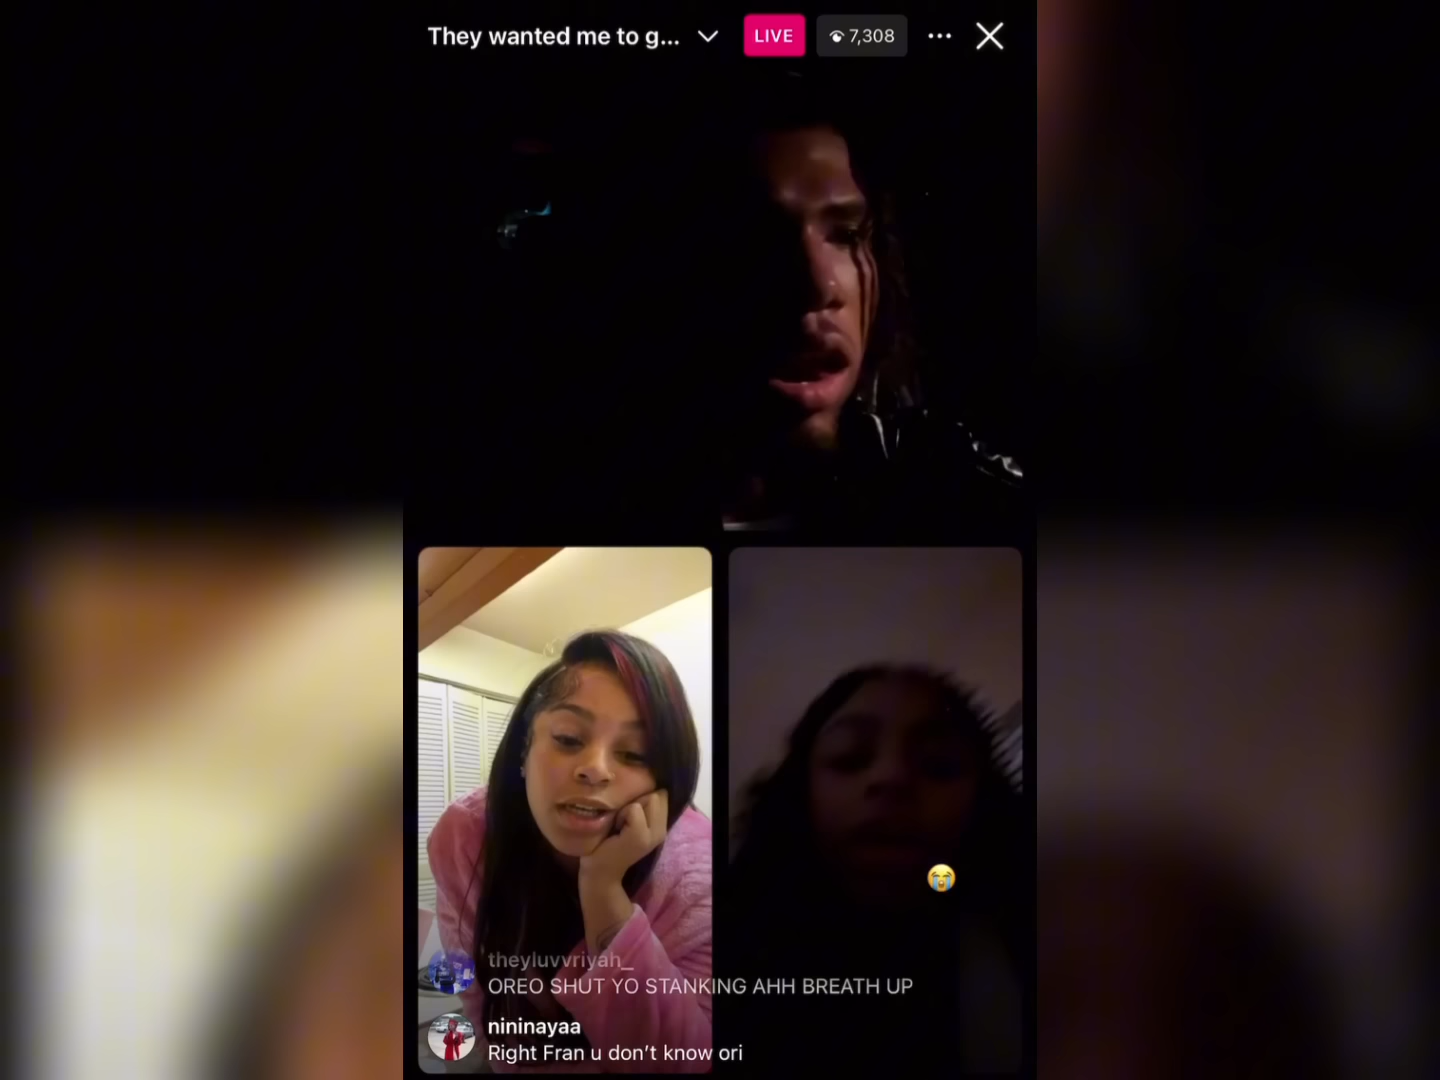 They wanted me to g...
LIVE
7,308
theyluvvriyah_
OREO SHUT YO STANKING AHH BREATH UP
nininayaa
Right Fran u don’t know ori